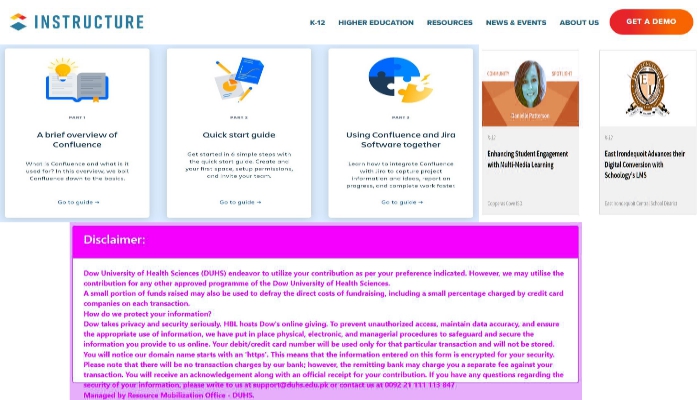 INSTRUCTURE
K-12 HIGHER EDUCATION RESOURCES NEWS & EVENTS ABOUT US GET A DEMO
PART 1
A brief overview of
Confluence
What is Confluence and what is it
used for? In this overview, we boil
Confluence down to the basics.
Go to guide →
PART 2
Quick start guide
Get started in 6 simple steps with
the quick start guide. Create and
your first space, setup permissions,
and invite your team.
Go to guide →
PART 3
Using Confluence and Jira
Software together
Learn how to integrate Confluence
with Jira to capture project
information and ideas, report on
progress, and complete work faster.
Go to guide →
COMMUNITY SPOTLIGHT
Danielle Patterson
K-12
Enhancing Student Engagement
with Multi-Media Learning
EI
K-12
East Irondequoit Advances their
Digital Conversion with
Schoology's LMS
East Irondequoit Central School District
Disclaimer:
Dow University of Health Sciences (DUHS) endeavor to utilize your contribution as per your preference indicated. However, we may utilise the
contribution for any other approved programme of the Dow University of Health Sciences.
A small portion of funds raised may also be used to defray the direct costs of fundraising, including a small percentage charged by credit card
companies on each transaction.
How do we protect your information?
Dow takes privacy and security seriously. HBL hosts Dow's online giving. To prevent unauthorized access, maintain data accuracy, and ensure
the appropriate use of information, we have put in place physical, electronic, and managerial procedures to safeguard and secure the
information you provide to us online. Your debit/credit card number will be used only for that particular transaction and will not be stored.
You will notice our domain name starts with an 'https'. This means that the information entered on this form is encrypted for your security.
Please note that there will be no transaction charges by our bank; however, the remitting bank may charge you a separate fee against your
transaction. You will receive an acknowledgement along with an official receipt for your contribution. If you have any questions regarding the
security of your information, please write to us at support@duhs.edu.pk or contact us at 0092 21 111 113 847
Managed by Resource Mobilization Office - DUHS.